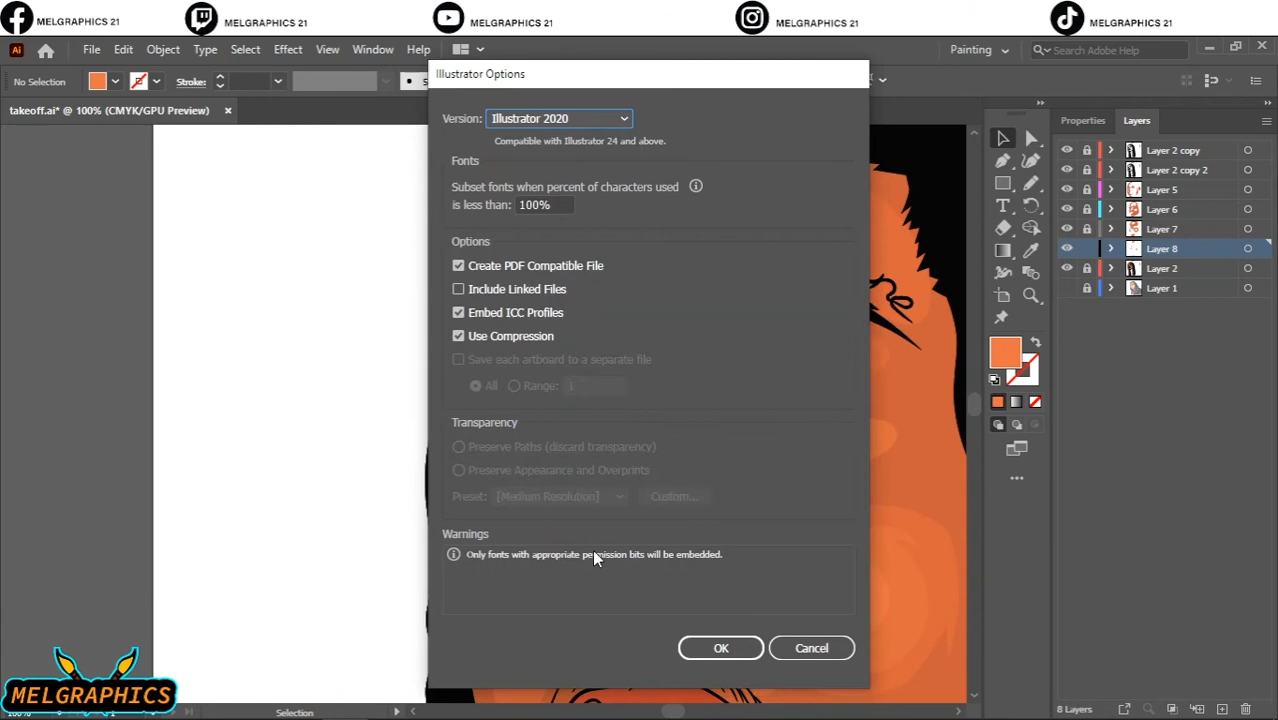 MELGRAPHICS 21 MELGRAPHICS 21 MELGRAPHICS 21 MELGRAPHICS 21 MELGRAPHICS 21
Ai File Edit Object Type Select Effect View Window Help Painting Search Adobe Help
No Selection Stroke:
takeoff.ai* @ 100% (CMYK/GPU Preview) ×
Illustrator Options
Version: Illustrator 2020
Compatible with Illustrator 24 and above.
Fonts
Subset fonts when percent of characters used
is less than: 100%
Options
Create PDF Compatible File
Include Linked Files
Embed ICC Profiles
Use Compression
Save each artboard to a separate file
All Range: 1
Transparency
Preserve Paths (discard transparency)
Preserve Appearance and Overprints
Preset: [Medium Resolution] Custom...
Warnings
Only fonts with appropriate permission bits will be embedded.
OK Cancel
Properties Layers
Layer 2 copy
Layer 2 copy 2
Layer 5
Layer 6
Layer 7
Layer 8
Layer 2
Layer 1
8 Layers
MELGRAPHICS
100% Selection